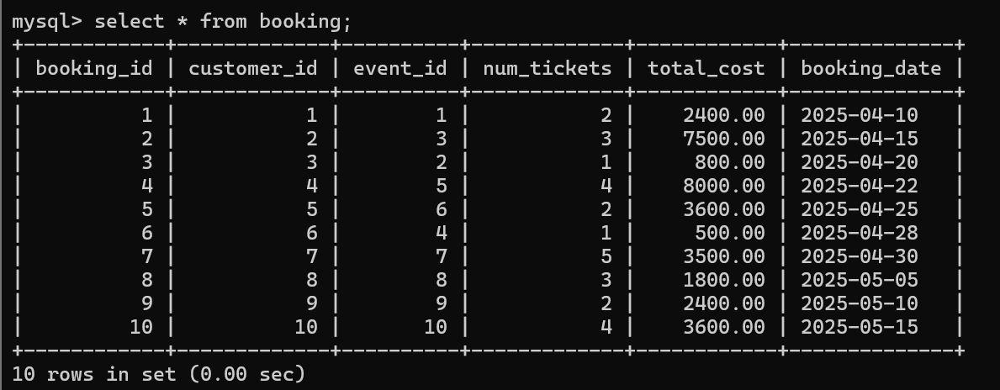 mysql> select * from booking;
+------------+-------------+----------+-------------+------------+--------------+
| booking_id | customer_id | event_id | num_tickets | total_cost | booking_date |
+------------+-------------+----------+-------------+------------+--------------+
|          1 |           1 |        1 |           2 |    2400.00 | 2025-04-10   |
|          2 |           2 |        3 |           3 |    7500.00 | 2025-04-15   |
|          3 |           3 |        2 |           1 |     800.00 | 2025-04-20   |
|          4 |           4 |        5 |           4 |    8000.00 | 2025-04-22   |
|          5 |           5 |        6 |           2 |    3600.00 | 2025-04-25   |
|          6 |           6 |        4 |           1 |     500.00 | 2025-04-28   |
|          7 |           7 |        7 |           5 |    3500.00 | 2025-04-30   |
|          8 |           8 |        8 |           3 |    1800.00 | 2025-05-05   |
|          9 |           9 |        9 |           2 |    2400.00 | 2025-05-10   |
|         10 |          10 |       10 |           4 |    3600.00 | 2025-05-15   |
+------------+-------------+----------+-------------+------------+--------------+
10 rows in set (0.00 sec)